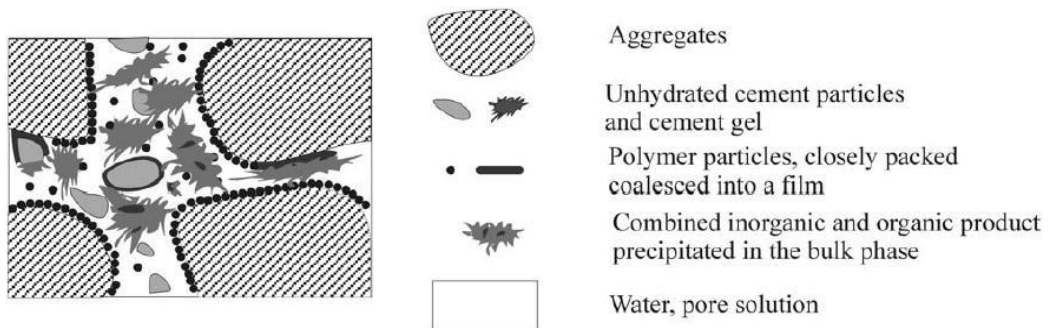 Aggregates
Unhydrated cement particles
and cement gel
Polymer particles, closely packed
coalesced into a film
Combined inorganic and organic product
precipitated in the bulk phase
Water, pore solution